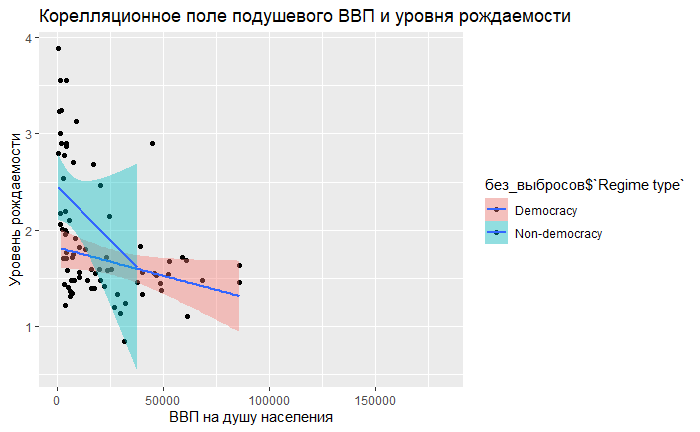 Корелляционное поле подушевого ВВП и уровня рождаемости
4
3
2
1
Уровень рождаемости
0
50000
100000
150000
ВВП на душу населения
без_выбросов$`Regime type`
Democracy
Non-democracy